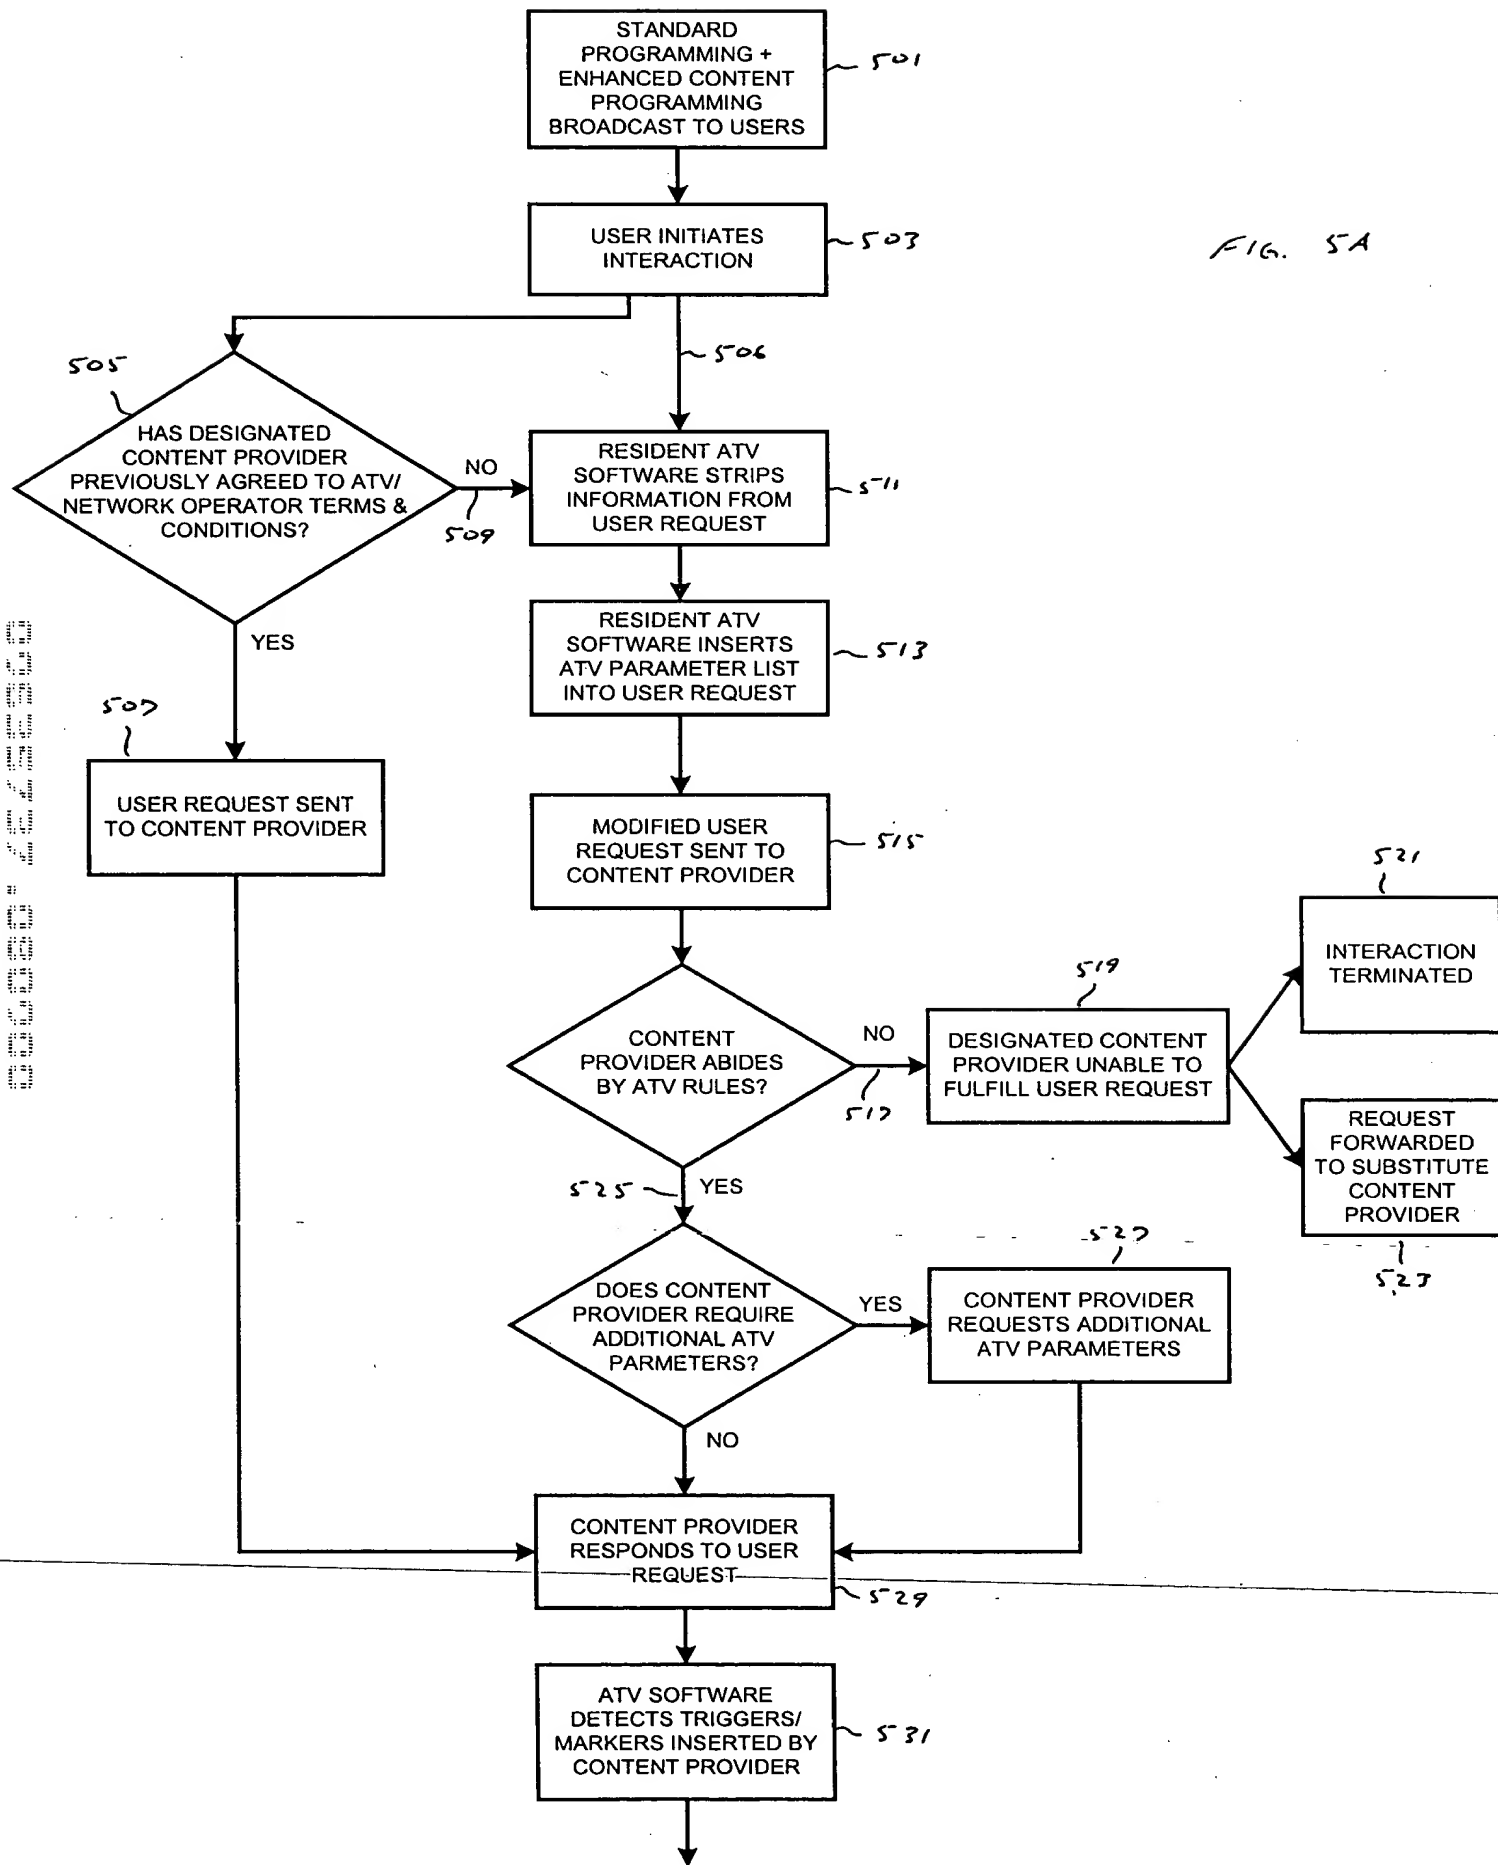 STANDARD
PROGRAMMING +
ENHANCED CONTENT
PROGRAMMING
BROADCAST TO USERS
501
USER INITIATES
INTERACTION
503
FIG. 5A
505
506
HAS DESIGNATED
CONTENT PROVIDER
PREVIOUSLY AGREED TO ATV/
NETWORK OPERATOR TERMS &
CONDITIONS?
NO
509
RESIDENT ATV
SOFTWARE STRIPS
INFORMATION FROM
USER REQUEST
511
YES
RESIDENT ATV
SOFTWARE INSERTS
ATV PARAMETER LIST
INTO USER REQUEST
513
507
USER REQUEST SENT
TO CONTENT PROVIDER
MODIFIED USER
REQUEST SENT TO
CONTENT PROVIDER
515
521
INTERACTION
TERMINATED
CONTENT
PROVIDER ABIDES
BY ATV RULES?
NO
517
519
DESIGNATED CONTENT
PROVIDER UNABLE TO
FULFILL USER REQUEST
REQUEST
FORWARDED
TO SUBSTITUTE
CONTENT
PROVIDER
523
525
YES
DOES CONTENT
PROVIDER REQUIRE
ADDITIONAL ATV
PARMETERS?
YES
527
CONTENT PROVIDER
REQUESTS ADDITIONAL
ATV PARAMETERS
NO
CONTENT PROVIDER
RESPONDS TO USER
REQUEST
529
ATV SOFTWARE
DETECTS TRIGGERS/
MARKERS INSERTED BY
CONTENT PROVIDER
531